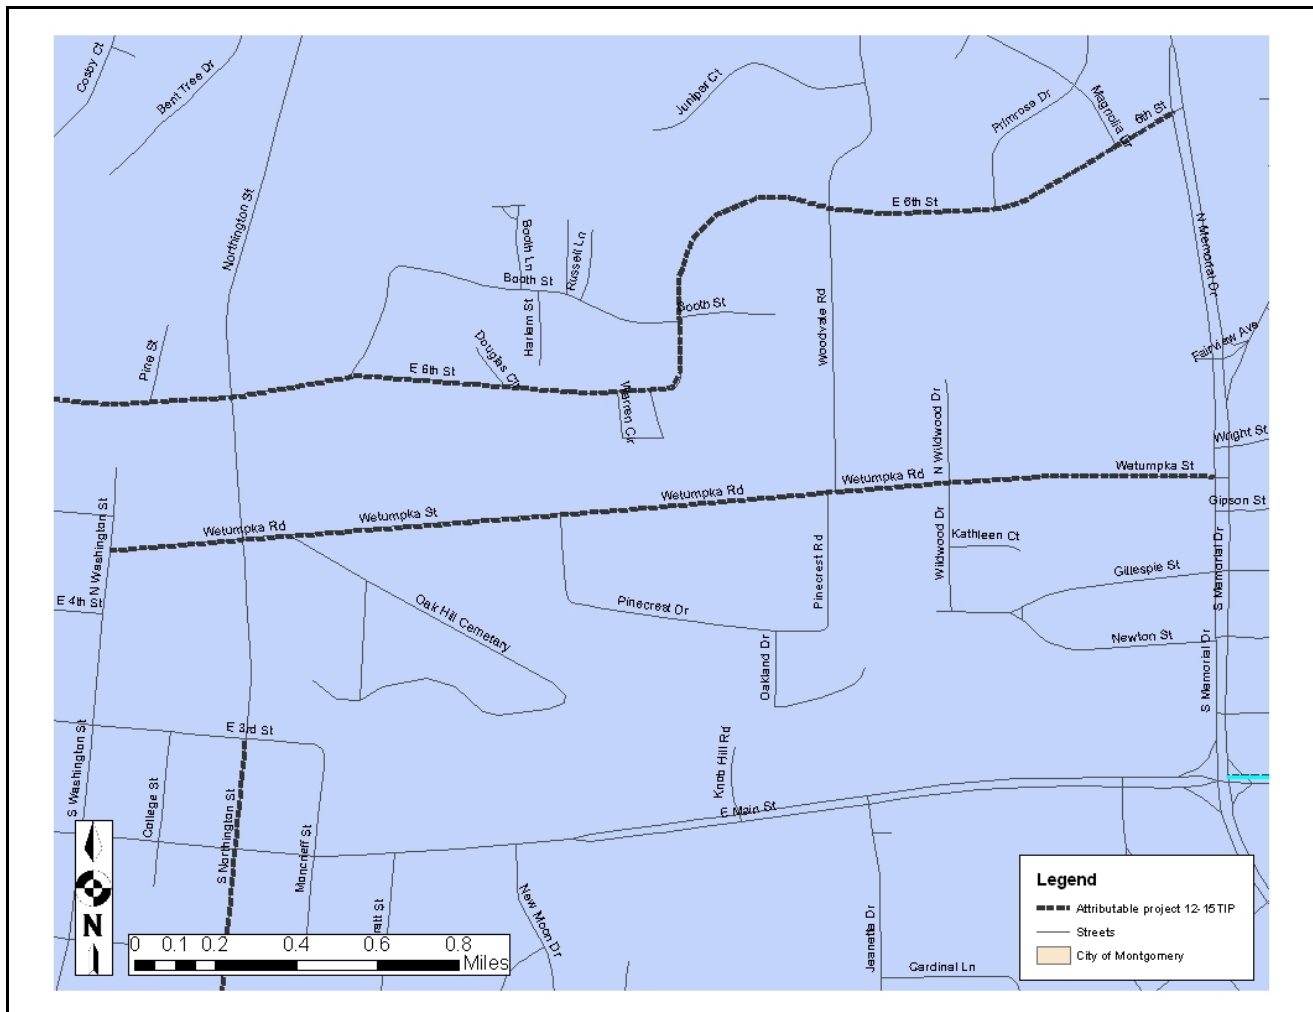 Cosby Ct
Bent Tree Dr
Juniper Ct
Primrose Dr
Magnolia Dr
6th St
Northington St
E 6th St
N Memorial Dr
Booth Ln
Russell Ln
Booth St
Booth St
Harlem St
Woodvale Rd
Fairview Ave
Pine St
Douglas Ct
E 6th St
Warren Cir
N Wildwood Dr
Wright St
Wetumpka St
Wetumpka Rd
Wetumpka Rd
Wetumpka St
Wetumpka Rd
Gipson St
N Washington St
Wildwood Dr
Kathleen Ct
Pinecrest Rd
Gillespie St
S Memorial Dr
E 4th St
Oak Hill Cemetery
Pinecrest Dr
Newton St
Oakland Dr
S Memorial Dr
E 3rd St
Knob Hill Rd
S Washington St
College St
S Northington St
Moncrieff St
E Main St
New Moon Dr
ratt St
Jeanetta Dr
Cardinal Ln
N
0 0.1 0.2 0.4 0.6 0.8
Miles
Legend
Attributable project 12-15TIP
Streets
City of Montgomery